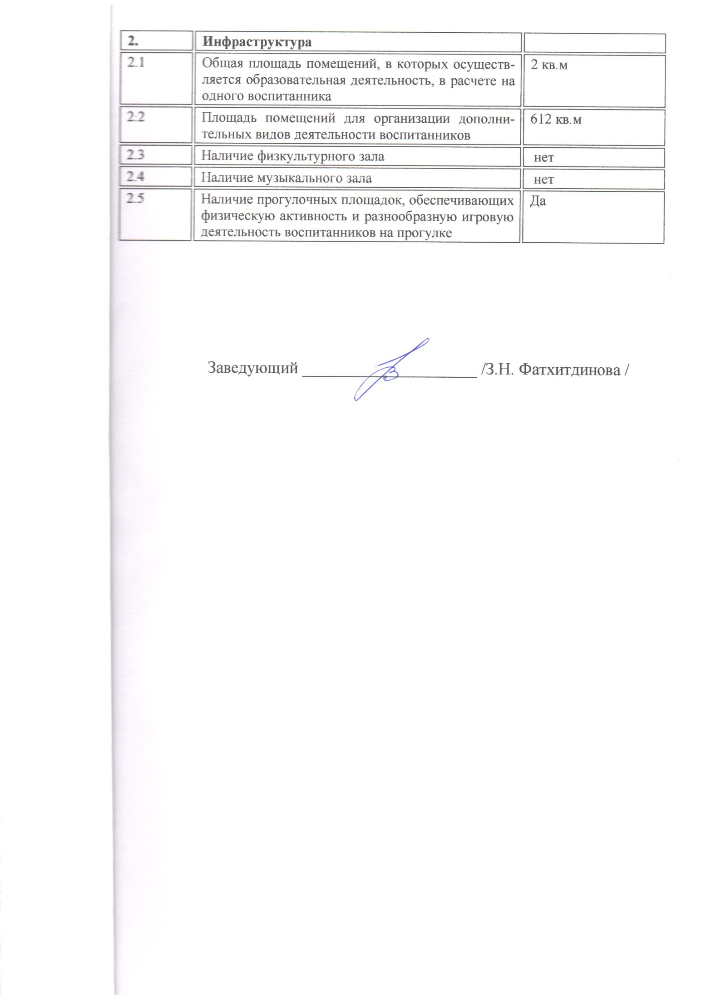 2. Инфраструктура
2.1 Общая площадь помещений, в которых осуществ- 2 кв.м
ляется образовательная деятельность, в расчете на
одного воспитанника
2.2 Площадь помещений для организации дополни- 612 кв.м
тельных видов деятельности воспитанников
2.3 Наличие физкультурного зала нет
2.4 Наличие музыкального зала нет
2.5 Наличие прогулочных площадок, обеспечивающих Да
физическую активность и разнообразную игровую
деятельность воспитанников на прогулке
Заведующий ______________________ /З.Н. Фатхитдинова /